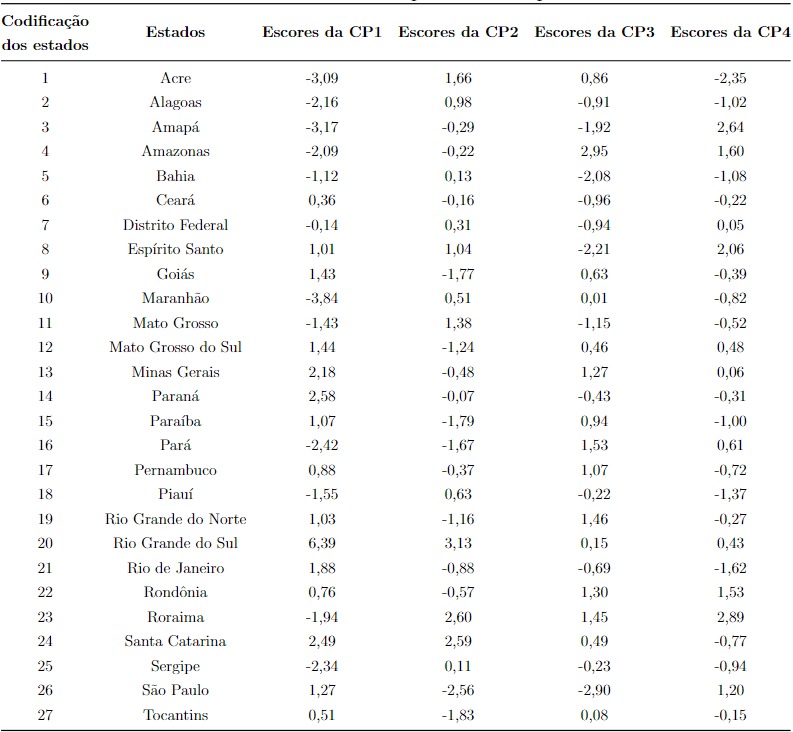 Codificação dos estados Estados Escores da CP1 Escores da CP2 Escores da CP3 Escores da CP4
1 Acre -3,09 1,66 0,86 -2,35
2 Alagoas -2,16 0,98 -0,91 -1,02
3 Amapá -3,17 -0,29 -1,92 2,64
4 Amazonas -2,09 -0,22 2,95 1,60
5 Bahia -1,12 0,13 -2,08 -1,08
6 Ceará 0,36 -0,16 -0,96 -0,22
7 Distrito Federal -0,14 0,31 -0,94 0,05
8 Espírito Santo 1,01 1,04 -2,21 2,06
9 Goiás 1,43 -1,77 0,63 -0,39
10 Maranhão -3,84 0,51 0,01 -0,82
11 Mato Grosso -1,43 1,38 -1,15 -0,52
12 Mato Grosso do Sul 1,44 -1,24 0,46 0,48
13 Minas Gerais 2,18 -0,48 1,27 0,06
14 Paraná 2,58 -0,07 -0,43 -0,31
15 Paraíba 1,07 -1,79 0,94 -1,00
16 Pará -2,42 -1,67 1,53 0,61
17 Pernambuco 0,88 -0,37 1,07 -0,72
18 Piauí -1,55 0,63 -0,22 -1,37
19 Rio Grande do Norte 1,03 -1,16 1,46 -0,27
20 Rio Grande do Sul 6,39 3,13 0,15 0,43
21 Rio de Janeiro 1,88 -0,88 -0,69 -1,62
22 Rondônia 0,76 -0,57 1,30 1,53
23 Roraima -1,94 2,60 1,45 2,89
24 Santa Catarina 2,49 2,59 0,49 -0,77
25 Sergipe -2,34 0,11 -0,23 -0,94
26 São Paulo 1,27 -2,56 -2,90 1,20
27 Tocantins 0,51 -1,83 0,08 -0,15